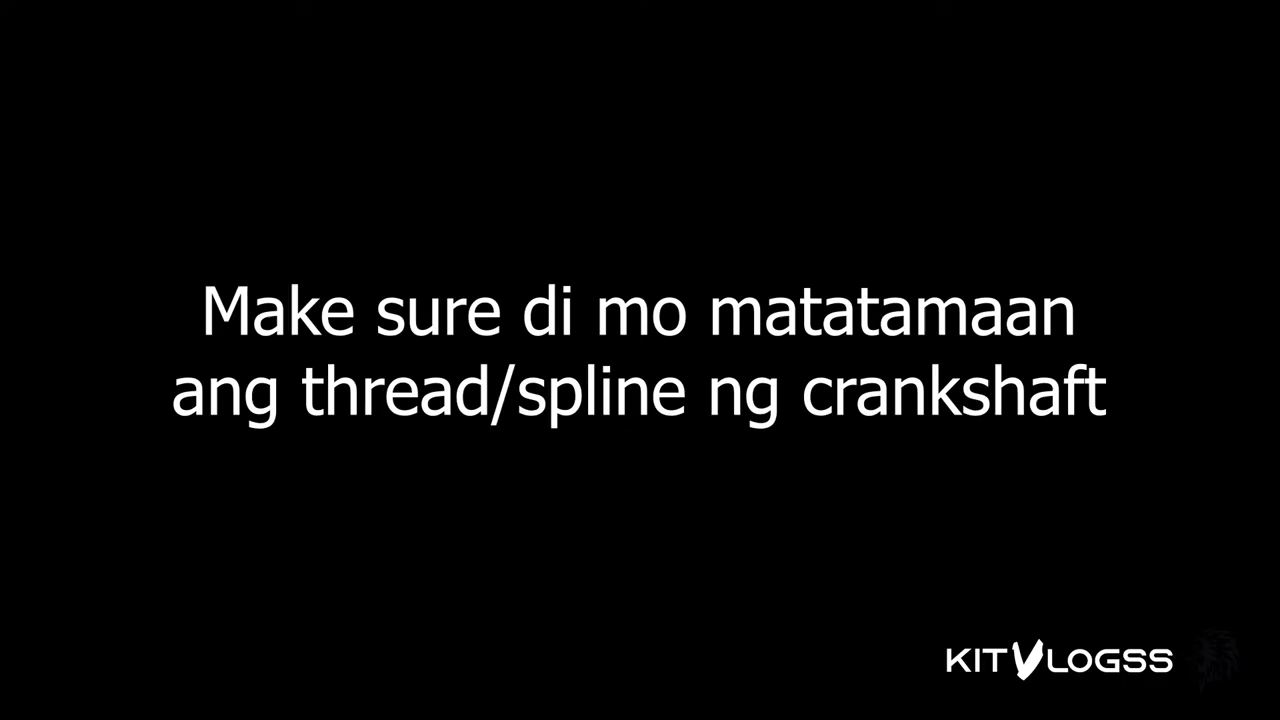 Make sure di mo matatamaan
ang thread/spline ng crankshaft
KITVLOGSS